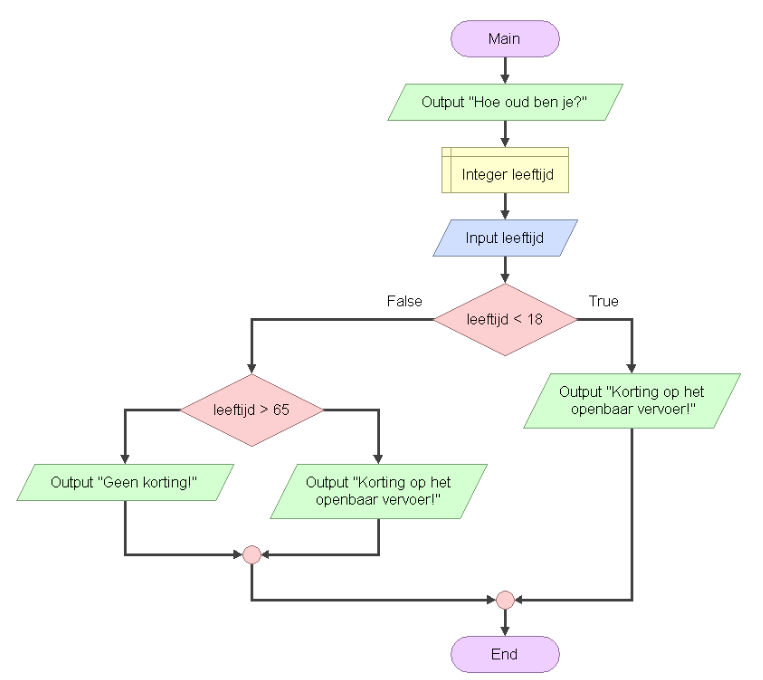 Main
Output "Hoe oud ben je?"
Integer leeftijd
Input leeftijd
False
True
leeftijd < 18
leeftijd > 65
Output "Korting op het
openbaar vervoer!"
Output "Geen korting!"
Output "Korting op het
openbaar vervoer!"
End